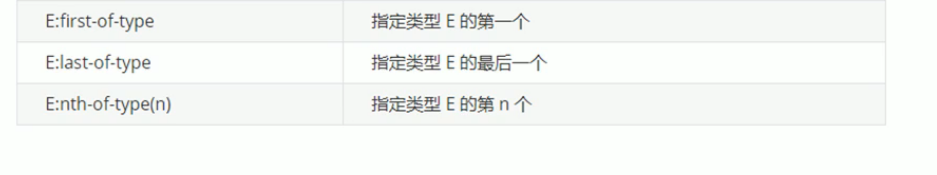 E:first-of-type 指定类型 E 的第一个
E:last-of-type 指定类型 E 的最后一个
E:nth-of-type(n) 指定类型 E 的第 n 个